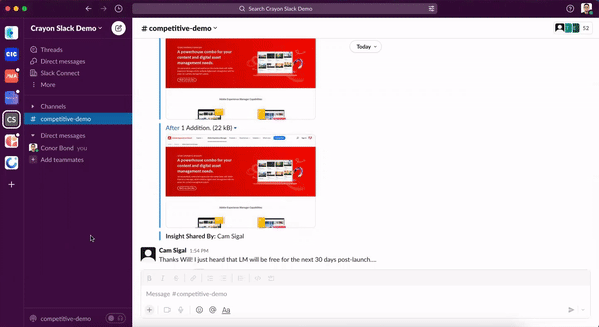 Search Crayon Slack Demo
Crayon Slack Demo
Threads
Direct messages
Slack Connect
More
Channels
# competitive-demo
Direct messages
Conor Bond you
Add teammates
competitive-demo
# competitive-demo
52
Today
A powerhouse combo for your content and digital asset management needs.
After 1 Addition. (22 kB)
A powerhouse combo for your
content and digital asset
management needs.
Insight Shared By: Cam Sigal
Cam Sigal 1:54 PM
Thanks Will! I just heard that LM will be free for the next 30 days post-launch....
Message #competitive-demo
CIC
CS